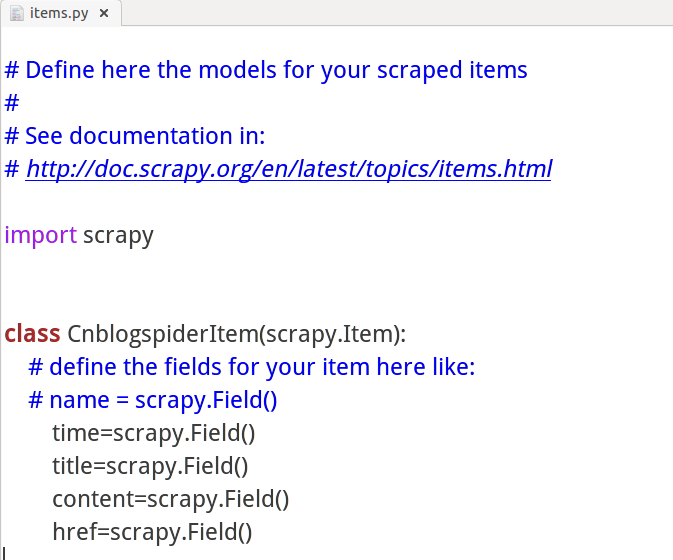 items.py
# Define here the models for your scraped items
#
# See documentation in:
# http://doc.scrapy.org/en/latest/topics/items.html
import scrapy
class CnblogspiderItem(scrapy.Item):
# define the fields for your item here like:
# name = scrapy.Field()
time=scrapy.Field()
title=scrapy.Field()
content=scrapy.Field()
href=scrapy.Field()